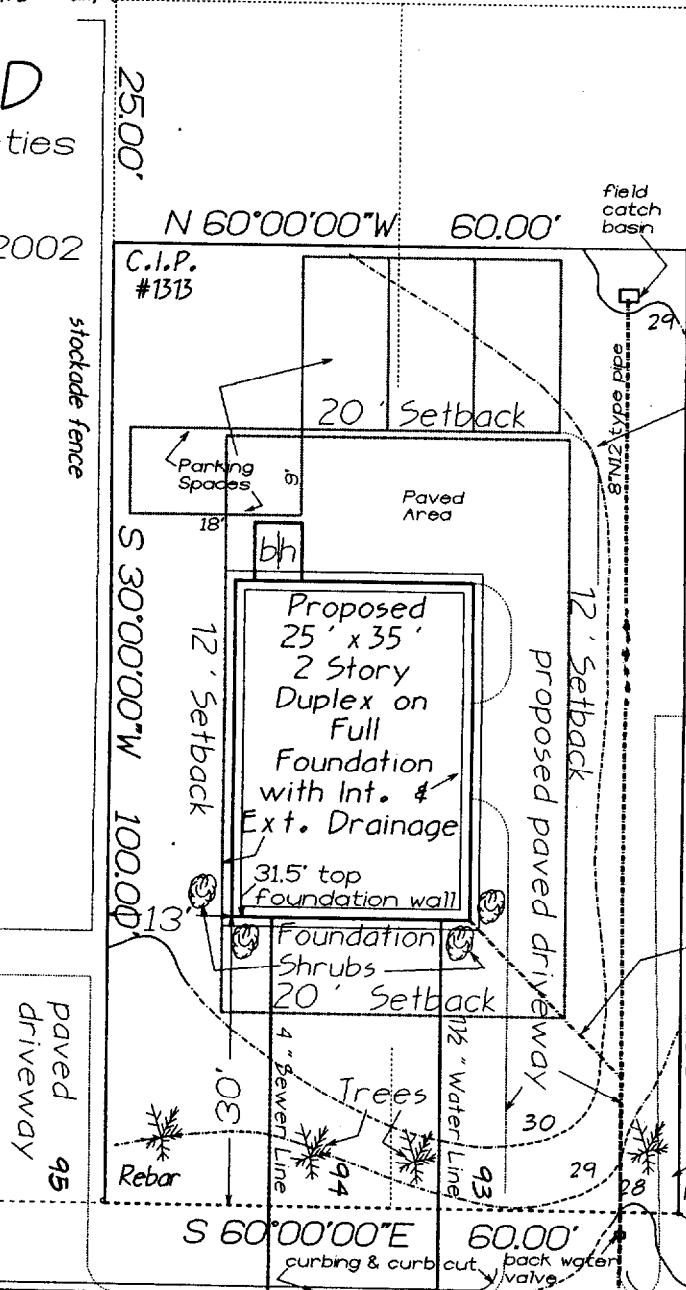 D
ties
2002
25.00'
N 60°00'00"W 60.00'
field
catch
basin
C.I.P.
#1313
29
stockade fence
8"N12 type pipe
20 ' Setback
Parking
Spaces
9'
18'
Paved
Area
b/h
S 30°00'00"W 100.00'
12 ' Setback
12 ' Setback
proposed paved driveway
Proposed
25 ' x 35 '
2 Story
Duplex on
Full
Foundation
with Int. &
Ext. Drainage
31.5' top
foundation wall
13'
Foundation
Shrubs
20 ' Setback
paved
driveway
30'
4 " Sewer Line
1½ " Water Line
Trees
30
29
28
95
94
93
Rebar
S 60°00'00"E 60.00'
curbing & curb cut
back water
valve